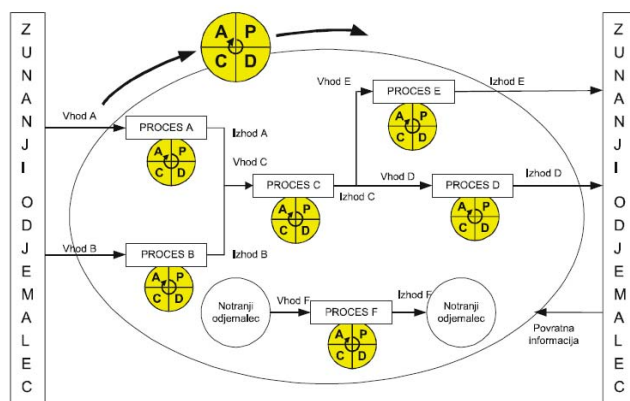 ZUNANJI ODJEMALEC
A P
C D
Vhod A
PROCES A
A P
C D
Izhod A
Vhod C
Vhod B
PROCES B
A P
C D
Izhod B
PROCES C
A P
C D
Izhod C
Vhod E
PROCES E
A P
C D
Izhod E
Vhod D
PROCES D
A P
C D
Izhod D
Notranji
odjemalec
Vhod F
PROCES F
A P
C D
Izhod F
Notranji
odjemalec
Povratna
informacija
ZUNANJI ODJEMALEC